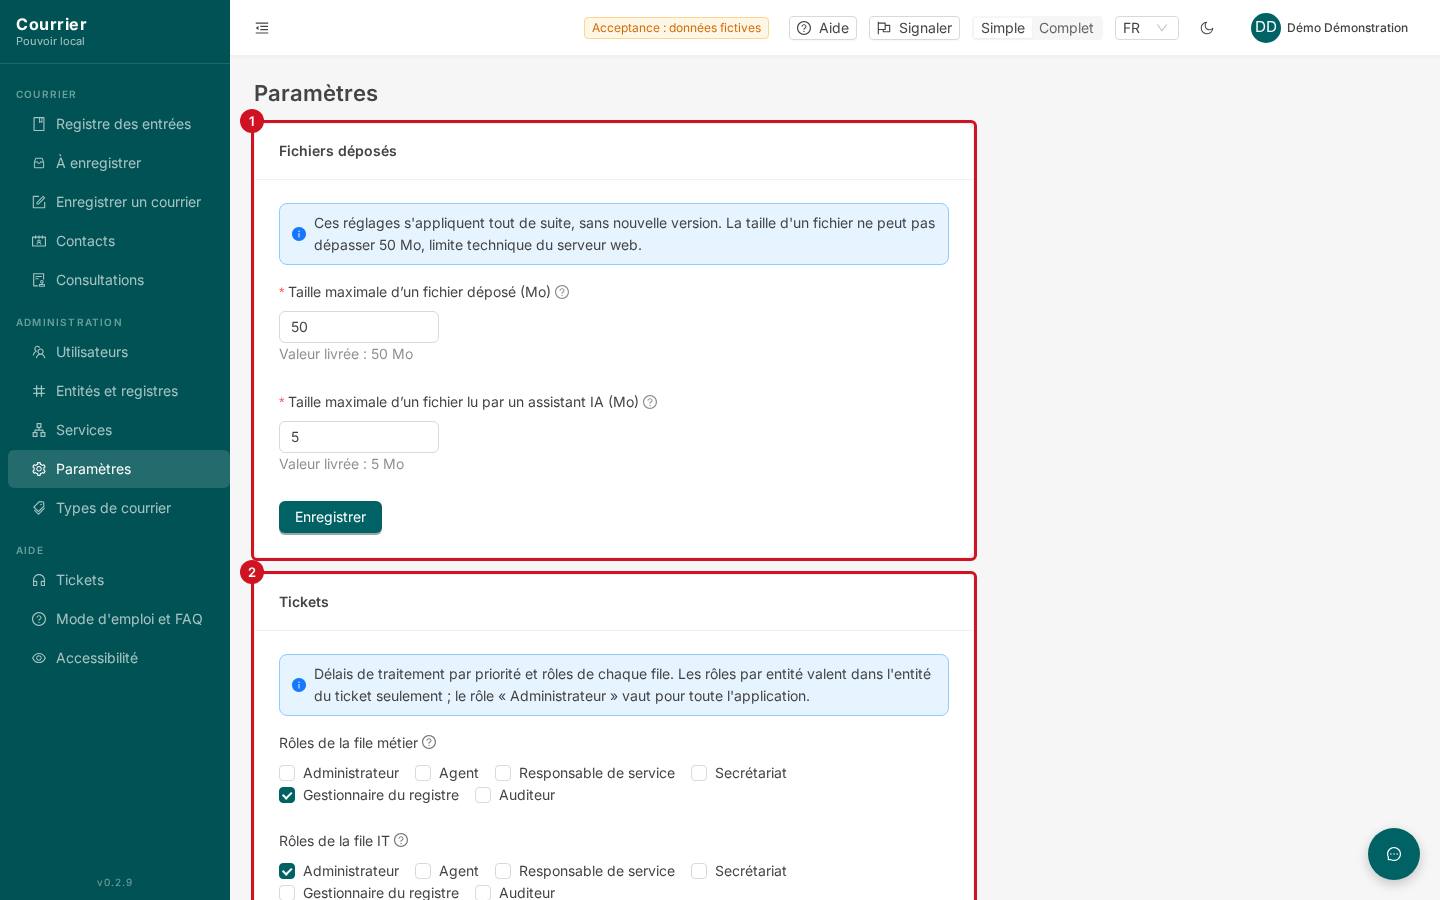 Courrier
Pouvoir local
Acceptance : données fictives
Aide
Signaler
Simple
Complet
FR
DD
Démo Démonstration
COURRIER
Registre des entrées
À enregistrer
Enregistrer un courrier
Contacts
Consultations
ADMINISTRATION
Utilisateurs
Entités et registres
Services
Paramètres
Types de courrier
AIDE
Tickets
Mode d'emploi et FAQ
Accessibilité
v0.2.9
Paramètres
1
Fichiers déposés
Ces réglages s'appliquent tout de suite, sans nouvelle version. La taille d'un fichier ne peut pas
dépasser 50 Mo, limite technique du serveur web.
* Taille maximale d’un fichier déposé (Mo)
50
Valeur livrée : 50 Mo
* Taille maximale d’un fichier lu par un assistant IA (Mo)
5
Valeur livrée : 5 Mo
Enregistrer
2
Tickets
Délais de traitement par priorité et rôles de chaque file. Les rôles par entité valent dans l'entité
du ticket seulement ; le rôle « Administrateur » vaut pour toute l'application.
Rôles de la file métier
Administrateur Agent Responsable de service Secrétariat
Gestionnaire du registre Auditeur
Rôles de la file IT
Administrateur Agent Responsable de service Secrétariat
Gestionnaire du registre Auditeur